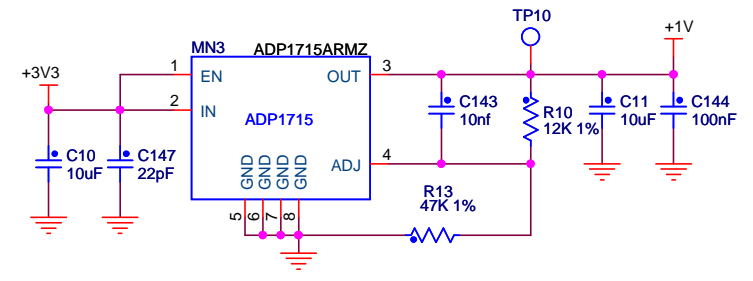 TP10
+1V
MN3
ADP1715ARMZ
+3V3
1
EN
OUT
3
2
IN
ADP1715
C143
10nf
R10
12K 1%
C11
10uF
C144
100nF
C10
10uF
C147
22pF
GND
GND
GND
GND
ADJ
4
R13
47K 1%
5
6
7
8